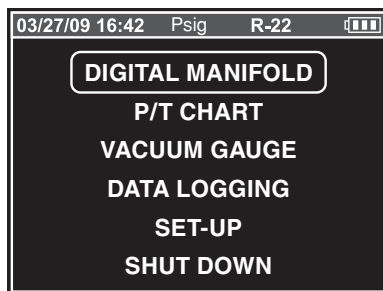 03/27/09 16:42 Psig R-22
DIGITAL MANIFOLD
P/T CHART
VACUUM GAUGE
DATA LOGGING
SET-UP
SHUT DOWN